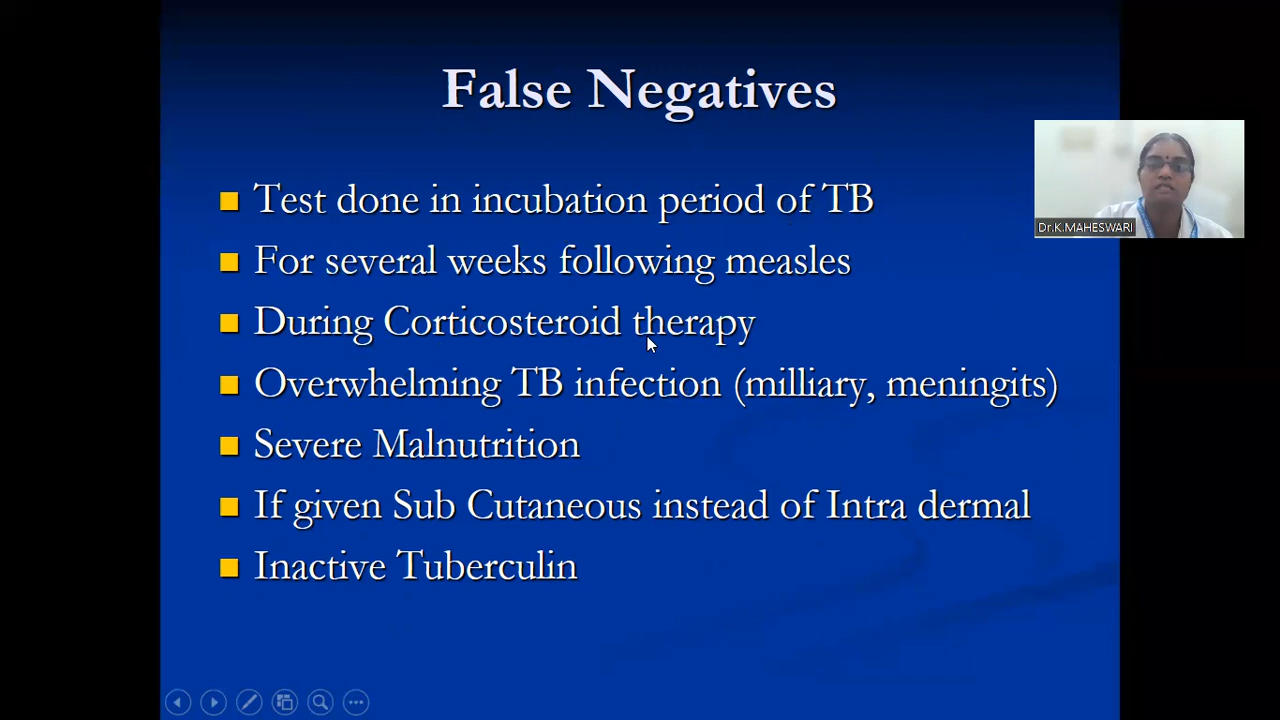 False Negatives
Test done in incubation period of TB
For several weeks following measles
During Corticosteroid therapy
Overwhelming TB infection (milliary, meningits)
Severe Malnutrition
If given Sub Cutaneous instead of Intra dermal
Inactive Tuberculin
Dr.K.MAHESWARI